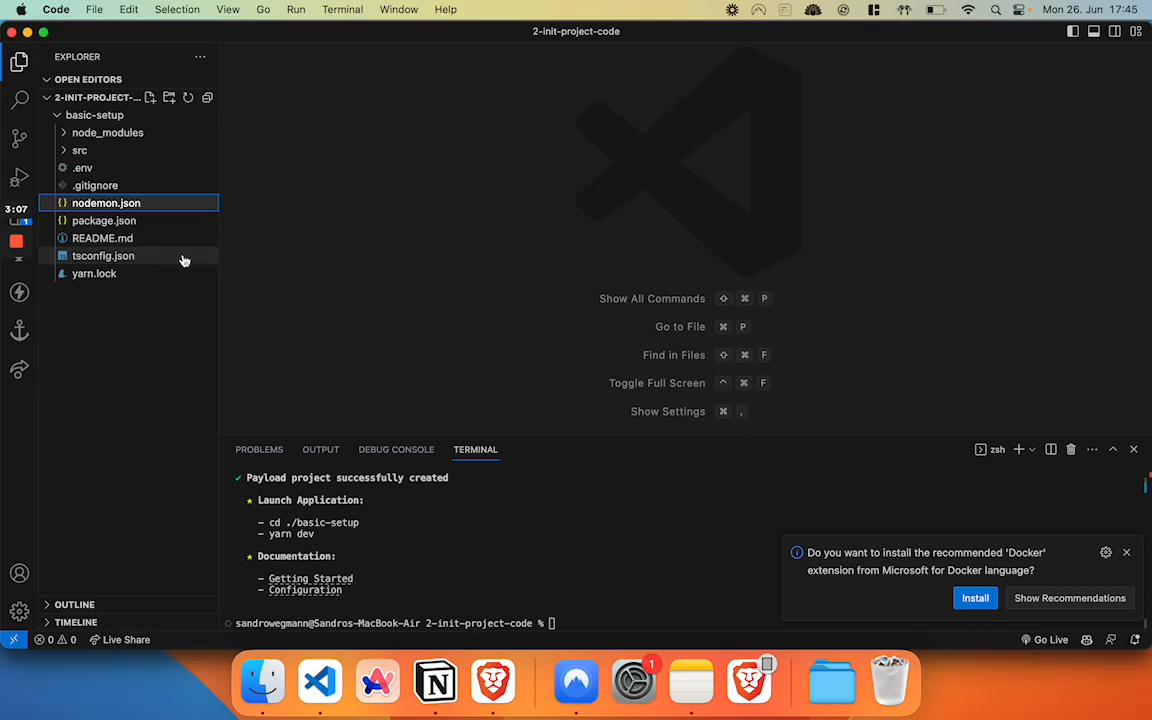 Code File Edit Selection View Go Run Terminal Window Help Mon 26. Jun 17:45
2-init-project-code
EXPLORER
OPEN EDITORS
2-INIT-PROJECT-...
basic-setup
node_modules
src
.env
.gitignore
3:07
{} nodemon.json
1
{} package.json
README.md
tsconfig.json
yarn.lock
Show All Commands ⇧ ⌘ P
Go to File ⌘ P
Find in Files ⇧ ⌘ F
Toggle Full Screen ^ ⌘ F
Show Settings ⌘ ,
PROBLEMS OUTPUT DEBUG CONSOLE TERMINAL zsh
✔ Payload project successfully created
★ Launch Application:
- cd ./basic-setup
- yarn dev
★ Documentation:
- Getting Started
- Configuration
sandrowegmann@Sandros-MacBook-Air 2-init-project-code %
Do you want to install the recommended 'Docker'
extension from Microsoft for Docker language?
Install Show Recommendations
OUTLINE
TIMELINE
0 0 Live Share Go Live
1